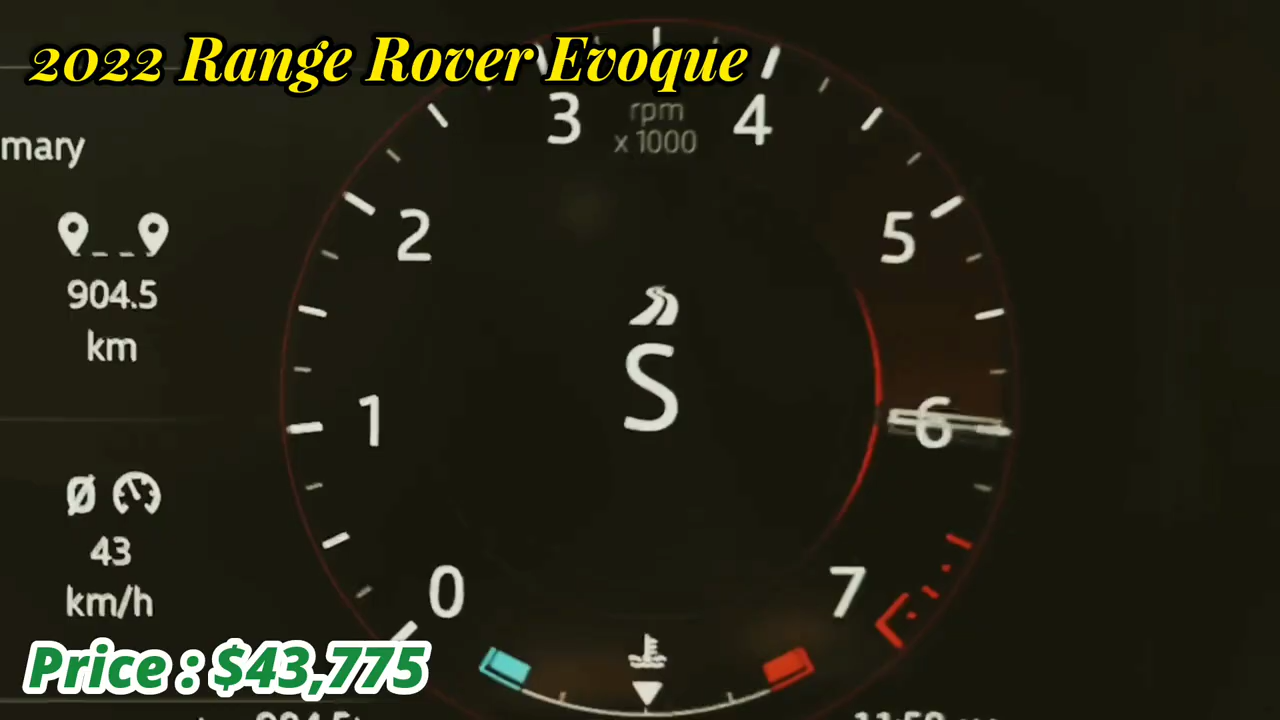 2022 Range Rover Evoque
3
rpm
4
x 1000
mary
2
5
904.5
km
S
1
6
Ø
43
km/h
0
7
Price : $43,775